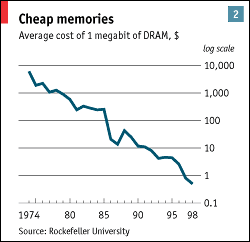 2
Cheap memories
Average cost of 1 megabit of DRAM, $
log scale
10,000
1,000
100
10
1
0.1
1974 80 85 90 95 98
Source: Rockefeller University